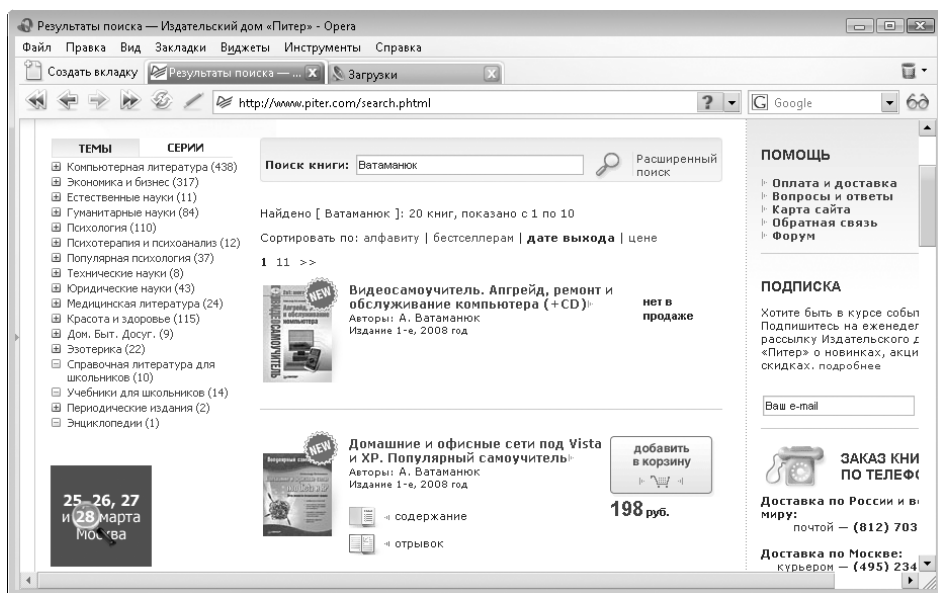 Результаты поиска — Издательский дом «Питер» - Opera
Файл Правка Вид Закладки Виджеты Инструменты Справка
Создать вкладку Результаты поиска — ... Загрузки
http://www.piter.com/search.phtml ? Google
ТЕМЫ СЕРИИ
Компьютерная литература (438)
Экономика и бизнес (317)
Естественные науки (11)
Гуманитарные науки (84)
Психология (110)
Психотерапия и психоанализ (12)
Популярная психология (37)
Технические науки (8)
Юридические науки (43)
Медицинская литература (24)
Красота и здоровье (115)
Дом. Быт. Досуг. (9)
Эзотерика (22)
Справочная литература для
школьников (10)
Учебники для школьников (14)
Периодические издания (2)
Энциклопедии (1)
25, 26, 27
и 28 марта
Москва
Поиск книги: Ватаманюк
Расширенный
поиск
Найдено [ Ватаманюк ]: 20 книг, показано с 1 по 10
Сортировать по: алфавиту | бестселлерам | дате выхода | цене
1 11 >>
NEW
ВИДЕОСАМОУЧИТЕЛЬ
Видеосамоучитель. Апгрейд, ремонт и
обслуживание компьютера (+CD)
Авторы: А. Ватаманюк
Издание 1-е, 2008 год
нет в
продаже
NEW
Домашние и офисные сети под Vista
и XP. Популярный самоучитель
Авторы: А. Ватаманюк
Издание 1-е, 2008 год
содержание
отрывок
добавить
в корзину
198 руб.
ПОМОЩЬ
Оплата и доставка
Вопросы и ответы
Карта сайта
Обратная связь
Форум
ПОДПИСКА
Хотите быть в курсе событ
Подпишитесь на еженедел
рассылку Издательского д
«Питер» о новинках, акци
скидках. подробнее
Ваш e-mail
ЗАКАЗ КНИ
ПО ТЕЛЕФО
Доставка по России и в
миру:
почтой — (812) 703
Доставка по Москве:
курьером — (495) 234